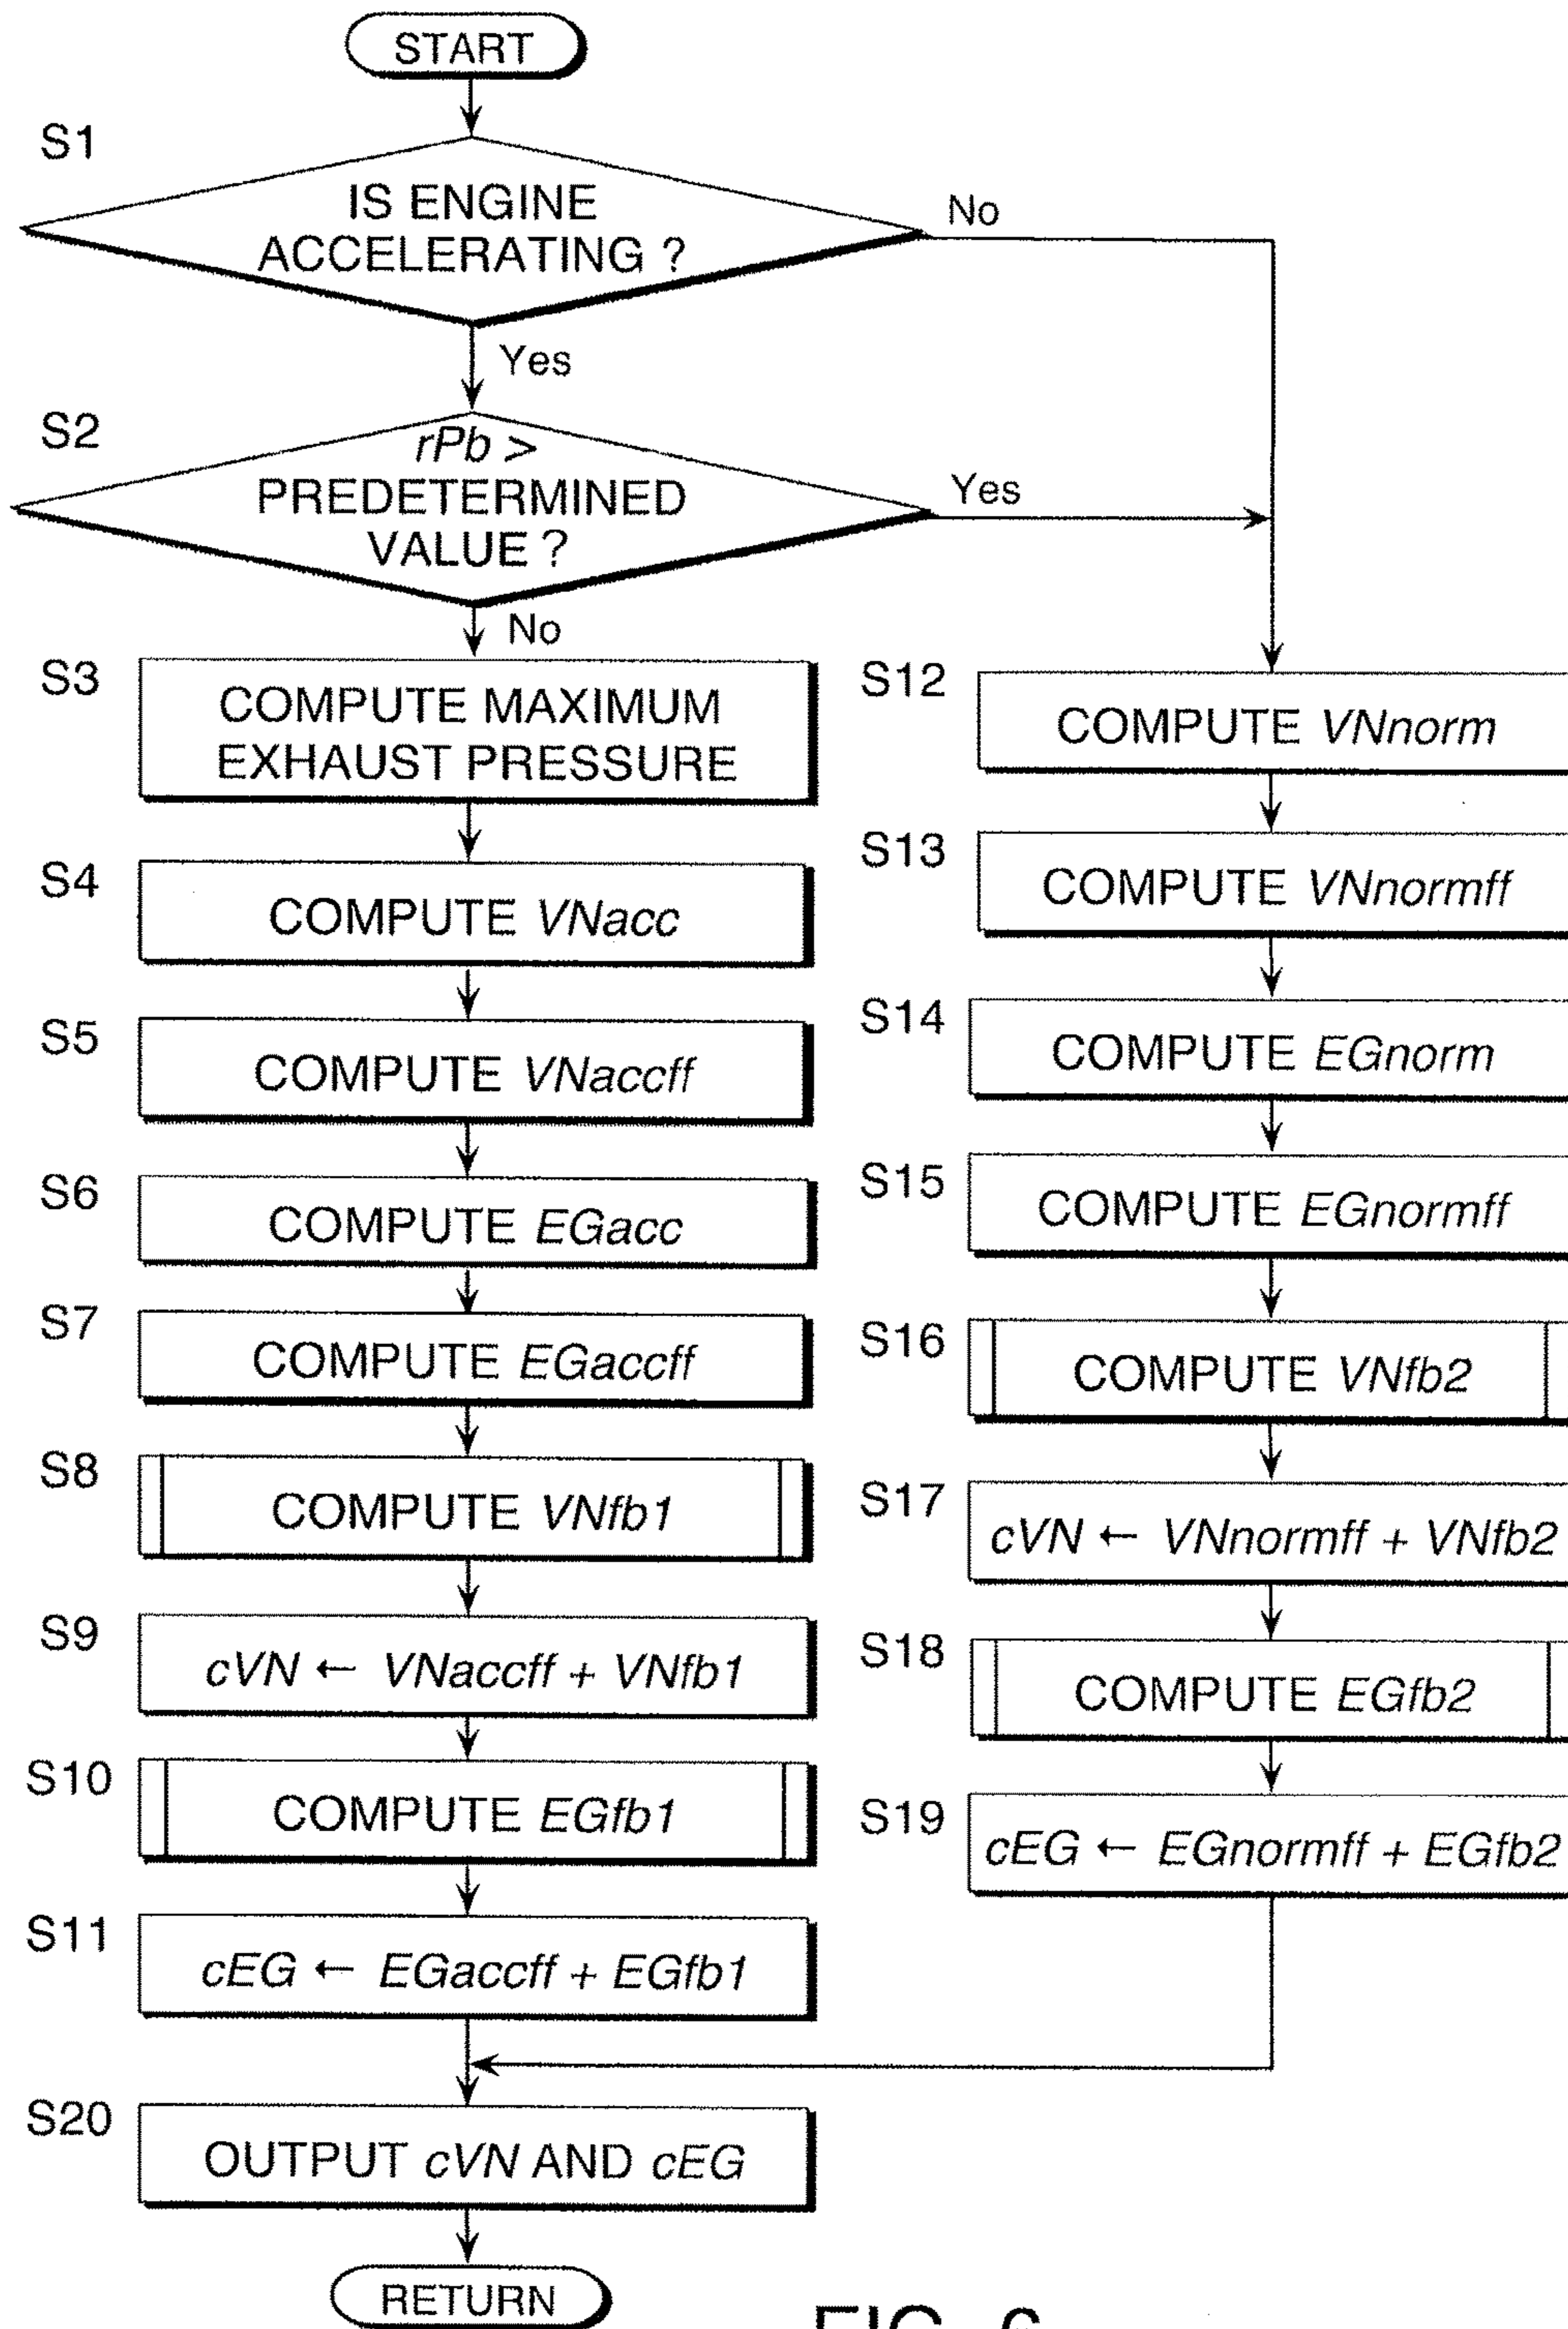 START
S1
IS ENGINE
ACCELERATING ?
No
Yes
S2
rPb >
PREDETERMINED
VALUE ?
Yes
No
S3
COMPUTE MAXIMUM
EXHAUST PRESSURE
S4
COMPUTE VNacc
S5
COMPUTE VNaccff
S6
COMPUTE EGacc
S7
COMPUTE EGaccff
S8
COMPUTE VNfb1
S9
cVN ← VNaccff + VNfb1
S10
COMPUTE EGfb1
S11
cEG ← EGaccff + EGfb1
S12
COMPUTE VNnorm
S13
COMPUTE VNnormff
S14
COMPUTE EGnorm
S15
COMPUTE EGnormff
S16
COMPUTE VNfb2
S17
cVN ← VNnormff + VNfb2
S18
COMPUTE EGfb2
S19
cEG ← EGnormff + EGfb2
S20
OUTPUT cVN AND cEG
RETURN